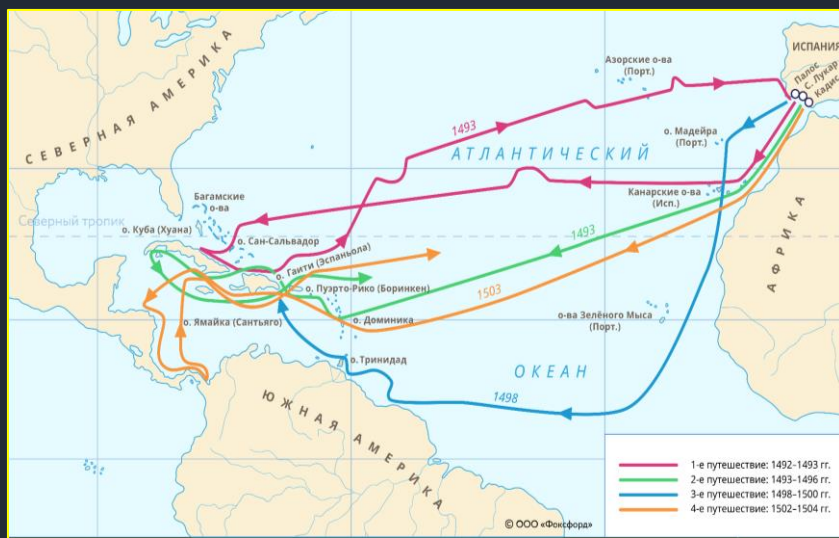 ИСПАНИЯ
Палос
С. Лукар
Кадис
Азорские о-ва
(Порт.)
СЕВЕРНАЯ АМЕРИКА
1493
АТЛАНТИЧЕСКИЙ
о. Мадейра
(Порт.)
Канарские о-ва
(Исп.)
Багамские
о-ва
Северный тропик
о. Куба (Хуана)
о. Сан-Сальвадор
1493
АФРИКА
о. Гаити (Эспаньола)
о. Пуэрто-Рико (Боринкен)
1503
о. Ямайка (Сантьяго)
о. Доминика
о-ва Зелёного Мыса
(Порт.)
о. Тринидад
ОКЕАН
1498
ЮЖНАЯ АМЕРИКА
1-е путешествие: 1492–1493 гг.
2-е путешествие: 1493–1496 гг.
3-е путешествие: 1498–1500 гг.
4-е путешествие: 1502–1504 гг.
© ООО «Фоксфорд»